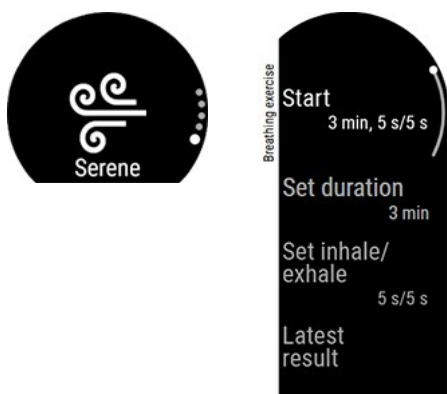 Serene
Breathing exercise
Start
3 min, 5 s/5 s
Set duration
3 min
Set inhale/
exhale
5 s/5 s
Latest
result